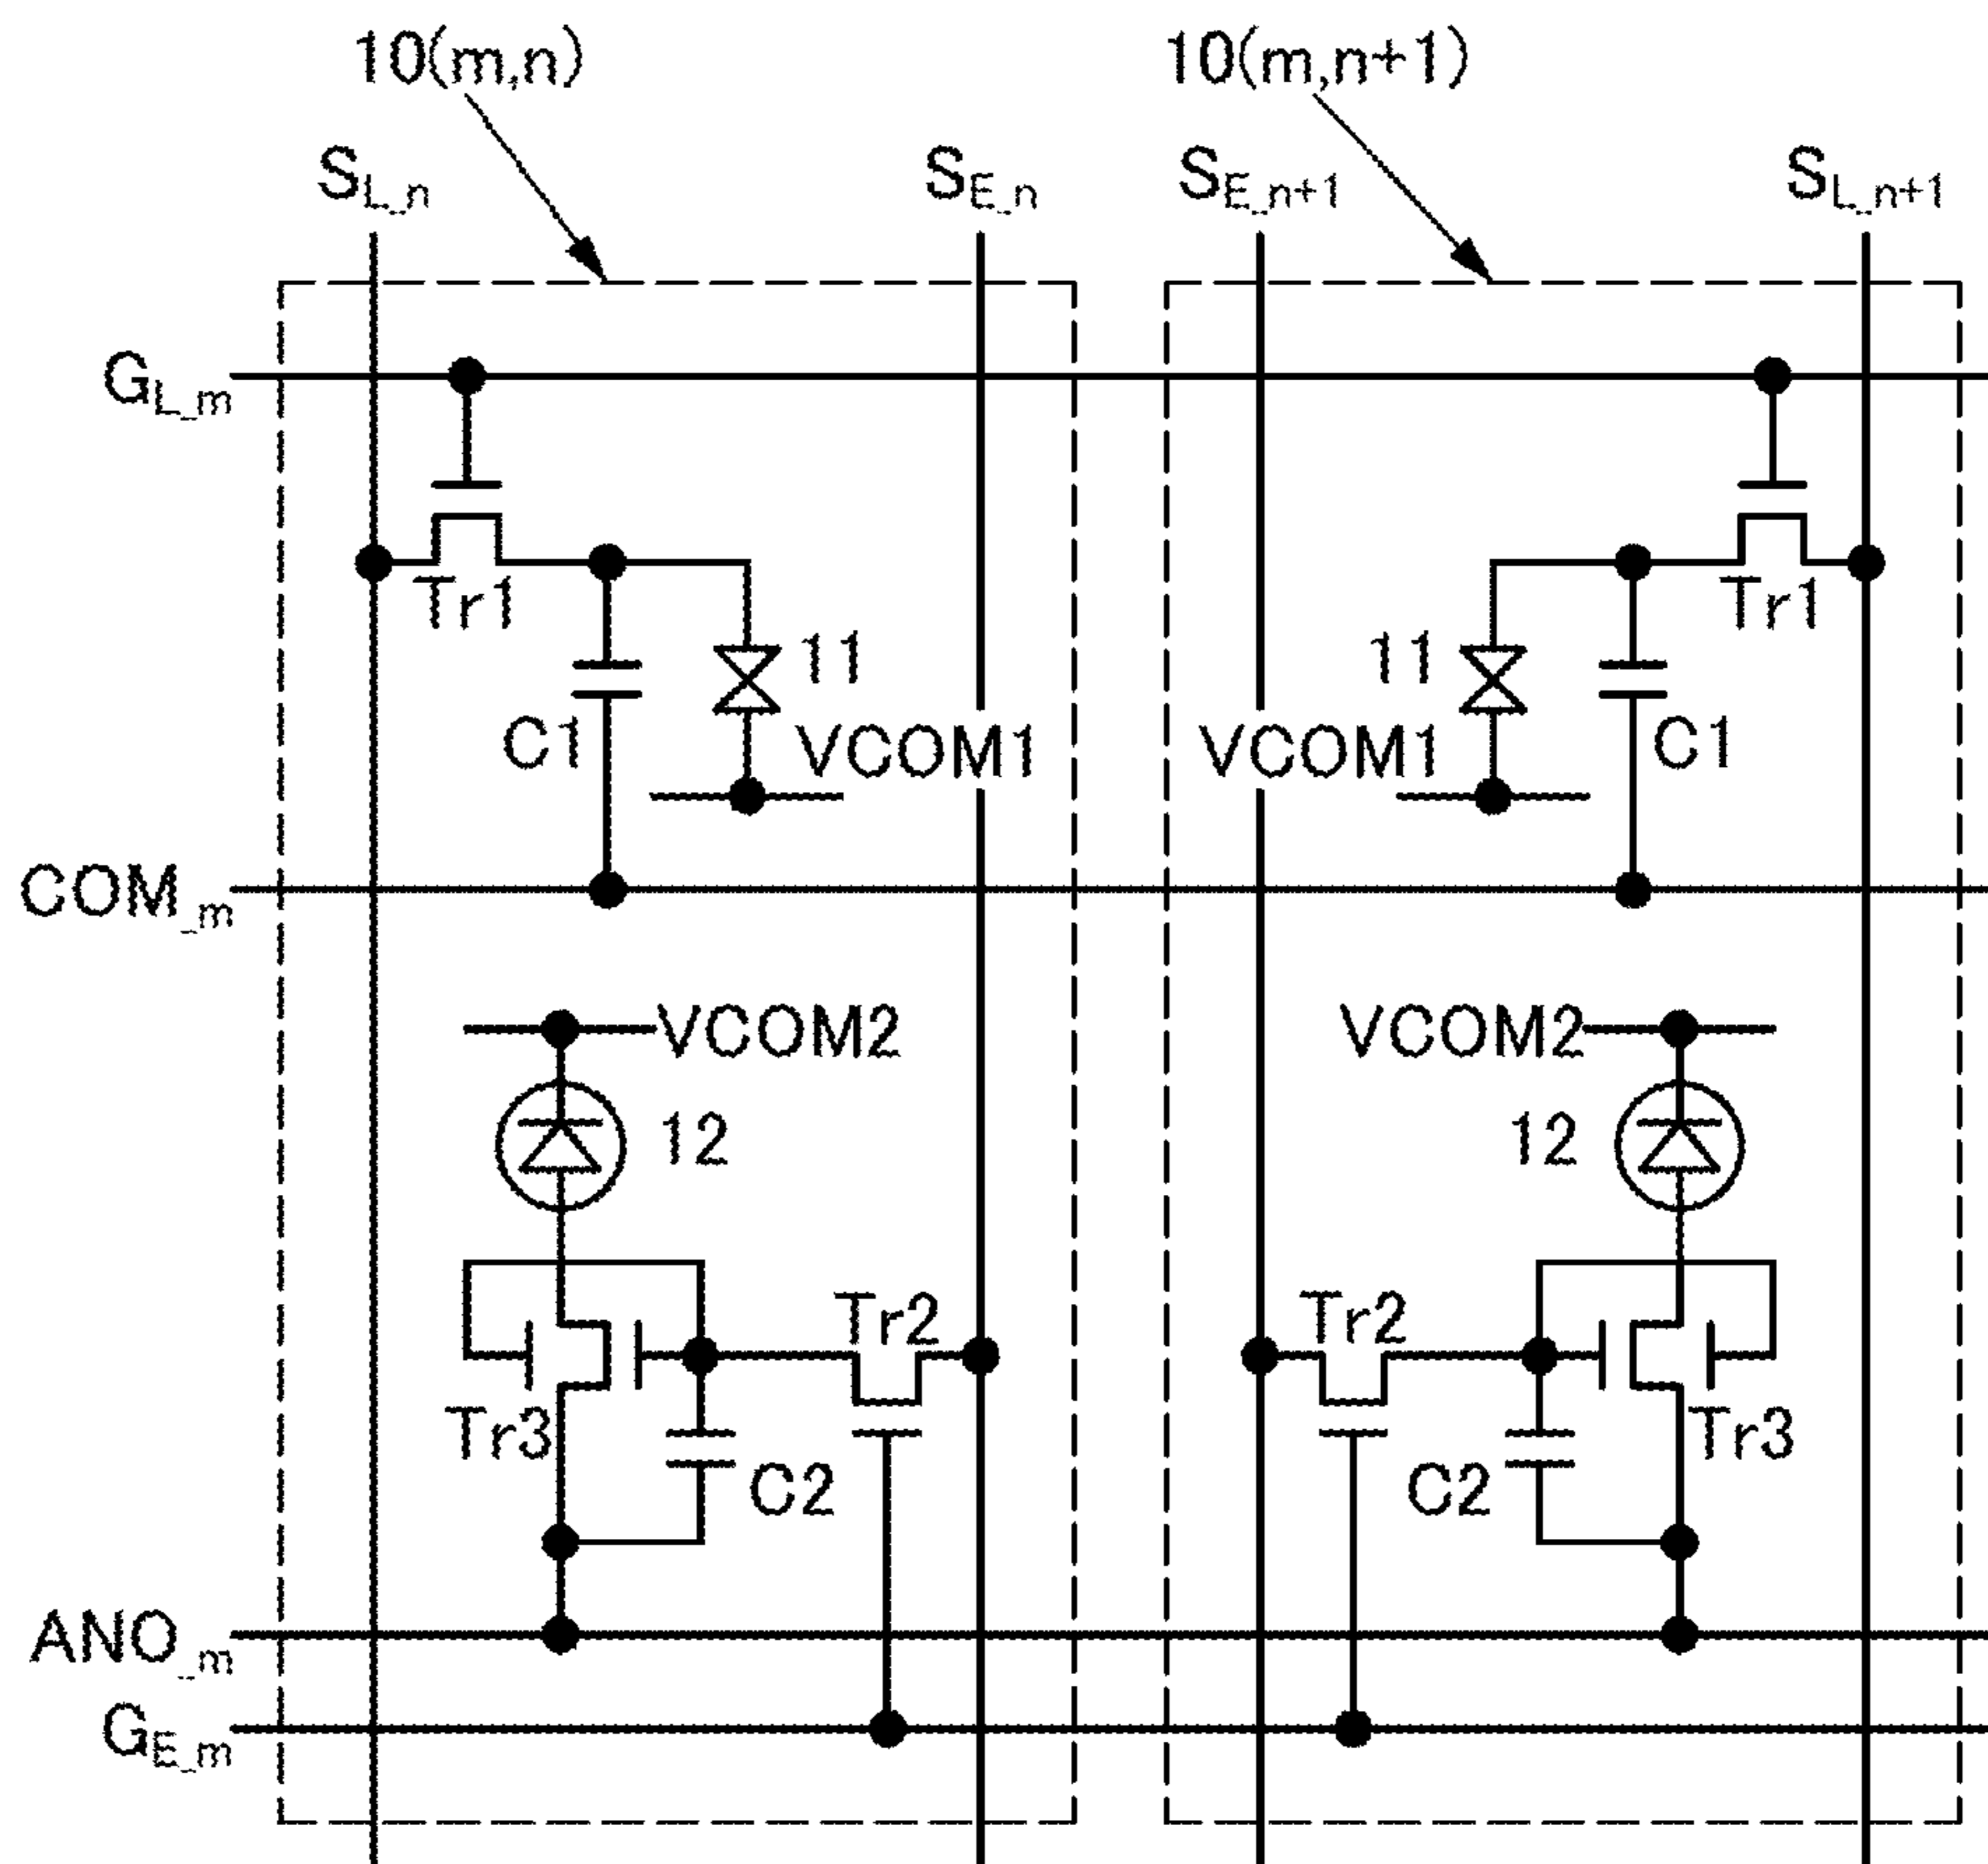 10(m,n) 10(m,n+1)
S_L_n S_E_n S_E_n+1 S_L_n+1
G_L_m
Tr1 Tr1
11 11
C1 VCOM1 VCOM1 C1
COM_m
VCOM2 VCOM2
12 12
Tr2 Tr2
Tr3 Tr3
C2 C2
ANO_m
G_E_m